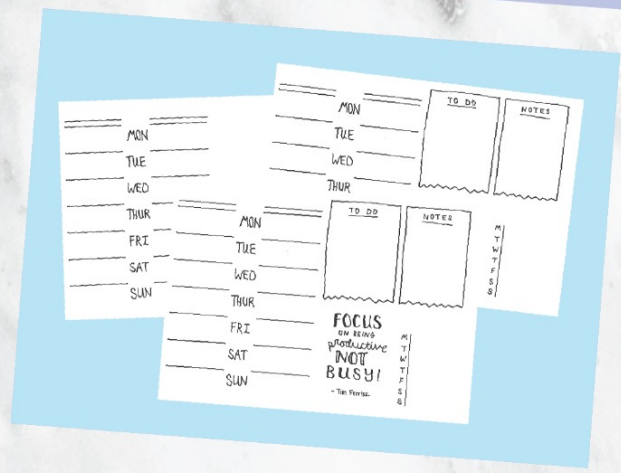 MON
TUE
WED
THUR
FRI
SAT
SUN
MON
TUE
WED
THUR
TO DO
NOTES
M
T
W
T
F
S
S
MON
TUE
WED
THUR
FRI
SAT
SUN
TO DO
NOTES
FOCUS
ON BEING
productive
NOT
BUSY!
- Tim Ferriss
M
T
W
T
F
S
S